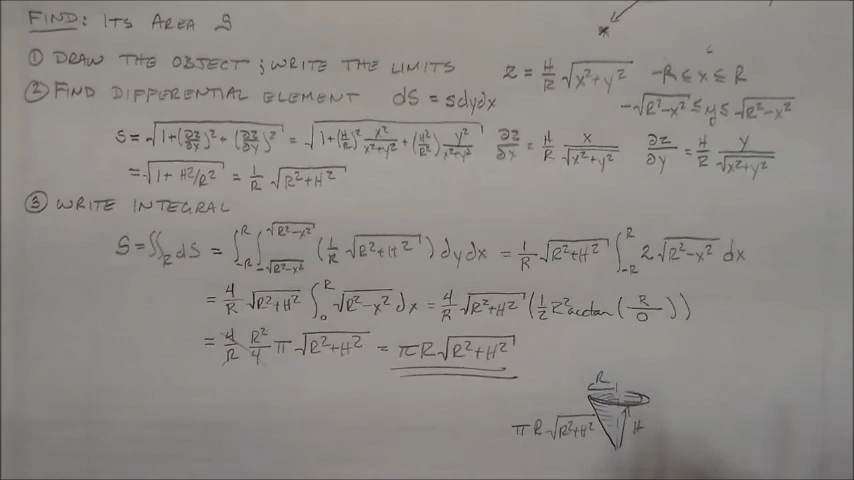 FIND: ITS AREA S
① DRAW THE OBJECT ; WRITE THE LIMITS z = H/R √(x²+y²) -R ≤ x ≤ R
② FIND DIFFERENTIAL ELEMENT dS = s dy dx -√(R²-x²) ≤ y ≤ √(R²-x²)
s = √(1+(∂z/∂x)²+(∂z/∂y)²) = √(1+(H/R)² x²/(x²+y²) + (H²/R²) y²/(x²+y²)) ∂z/∂x = H/R x/√(x²+y²) ∂z/∂y = H/R y/√(x²+y²)
= √(1+H²/R²) = 1/R √(R²+H²)
③ WRITE INTEGRAL
S = ∬_R dS = ∫_{-R}^{R} ∫_{-√(R²-x²)}^{√(R²-x²)} (1/R √(R²+H²)) dy dx = 1/R √(R²+H²) ∫_{-R}^{R} 2 √(R²-x²) dx
= 4/R √(R²+H²) ∫_0^R √(R²-x²) dx = 4/R √(R²+H²) (1/2 R² arctan (R/0))
= 4/R R²/4 π √(R²+H²) = πR √(R²+H²)
R
πR √(R²+H²) H